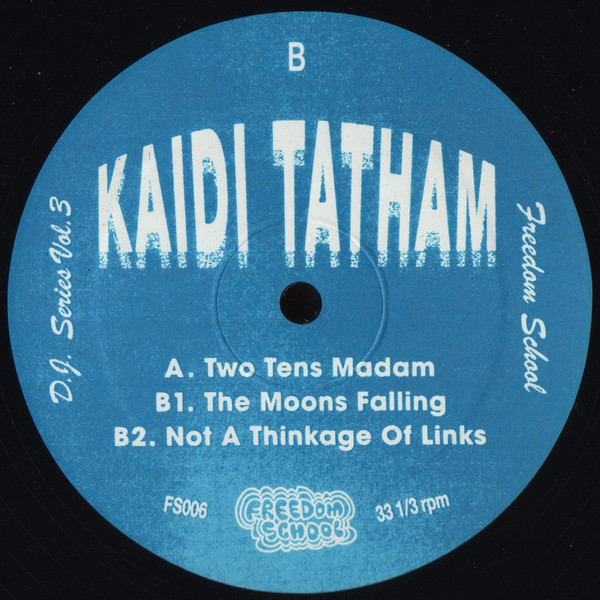 B
KAIDI TATHAM
D.J. Series Vol.3
Freedom School
A. Two Tens Madam
B1. The Moons Falling
B2. Not A Thinkage Of Links
FS006
FREEDOM
SCHOOL
33 1/3 rpm